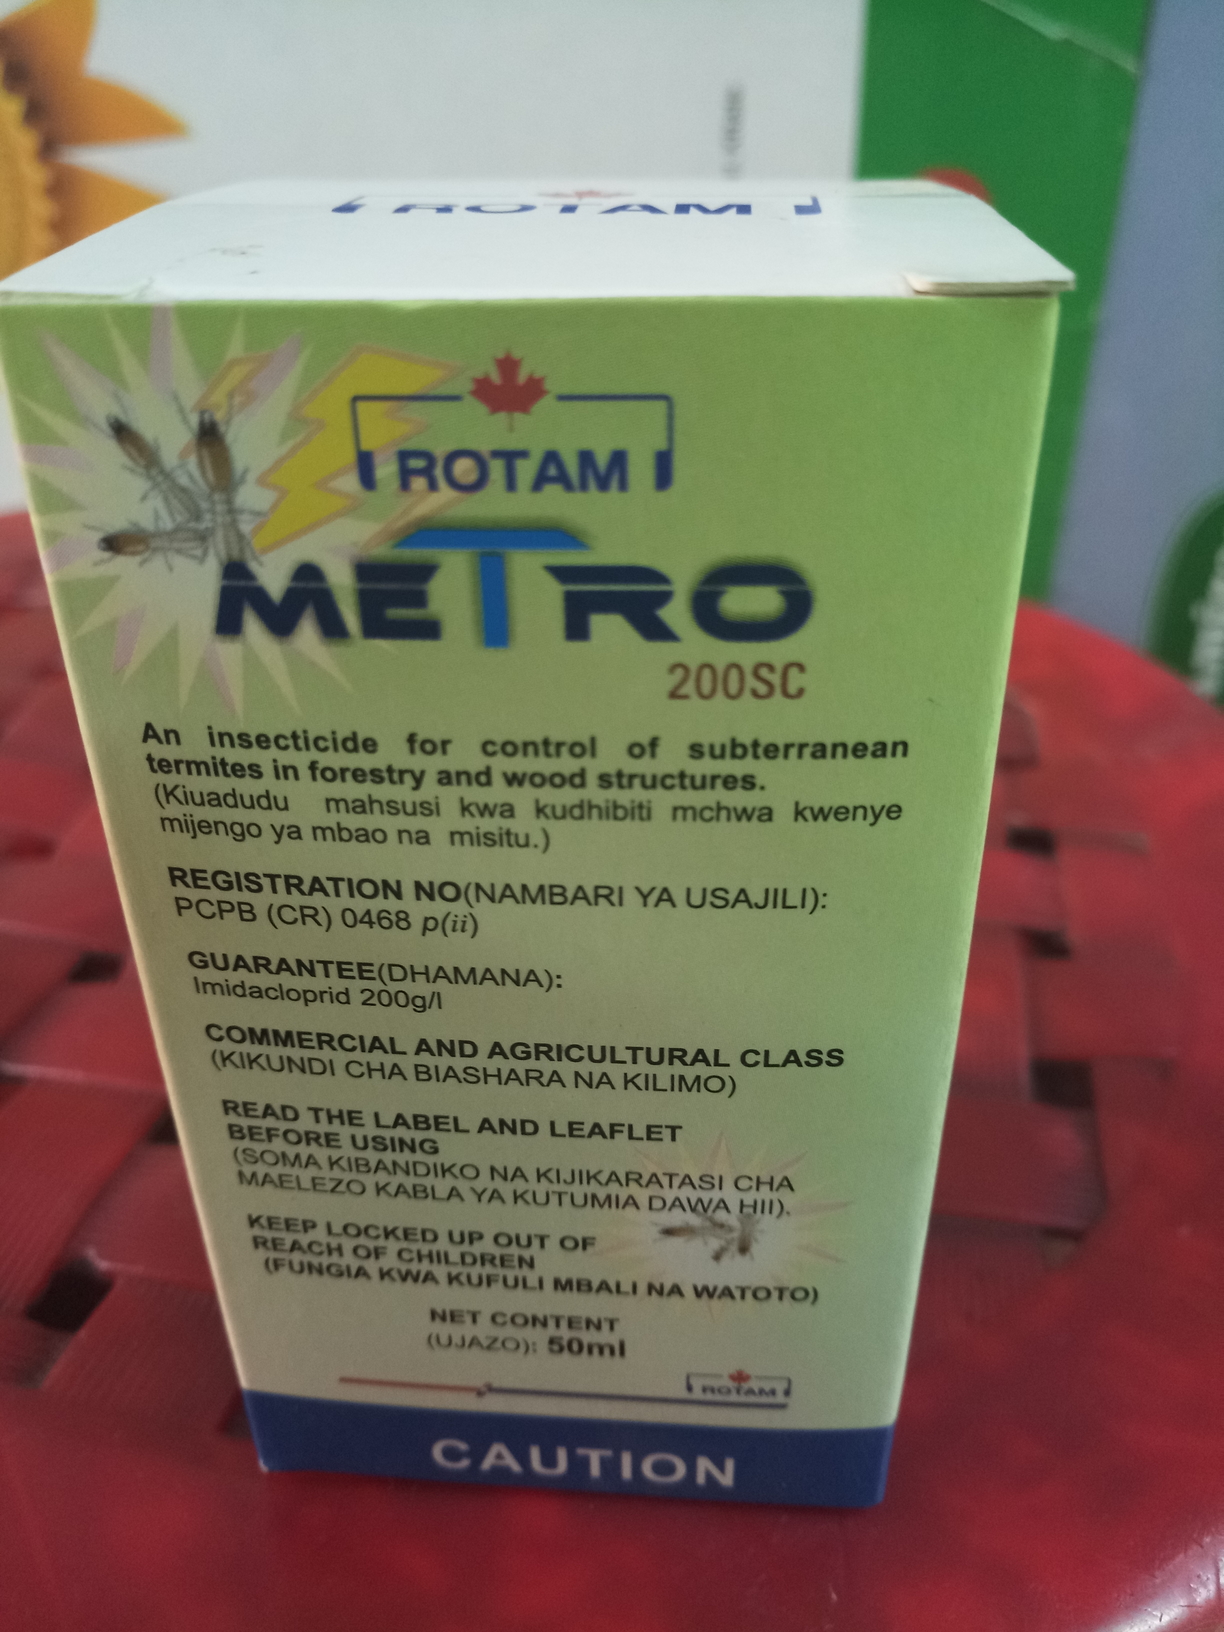 ROTAM
ROTAM
METRO
200SC
An insecticide for control of subterranean
termites in forestry and wood structures.
(Kiuadudu mahsusi kwa kudhibiti mchwa kwenye
mijengo ya mbao na misitu.)
REGISTRATION NO(NAMBARI YA USAJILI):
PCPB (CR) 0468 p(ii)
GUARANTEE(DHAMANA):
Imidacloprid 200g/l
COMMERCIAL AND AGRICULTURAL CLASS
(KIKUNDI CHA BIASHARA NA KILIMO)
READ THE LABEL AND LEAFLET
BEFORE USING
(SOMA KIBANDIKO NA KIJIKARATASI CHA
MAELEZO KABLA YA KUTUMIA DAWA HII).
KEEP LOCKED UP OUT OF
REACH OF CHILDREN
(FUNGIA KWA KUFULI MBALI NA WATOTO)
NET CONTENT
(UJAZO): 50ml
ROTAM
CAUTION